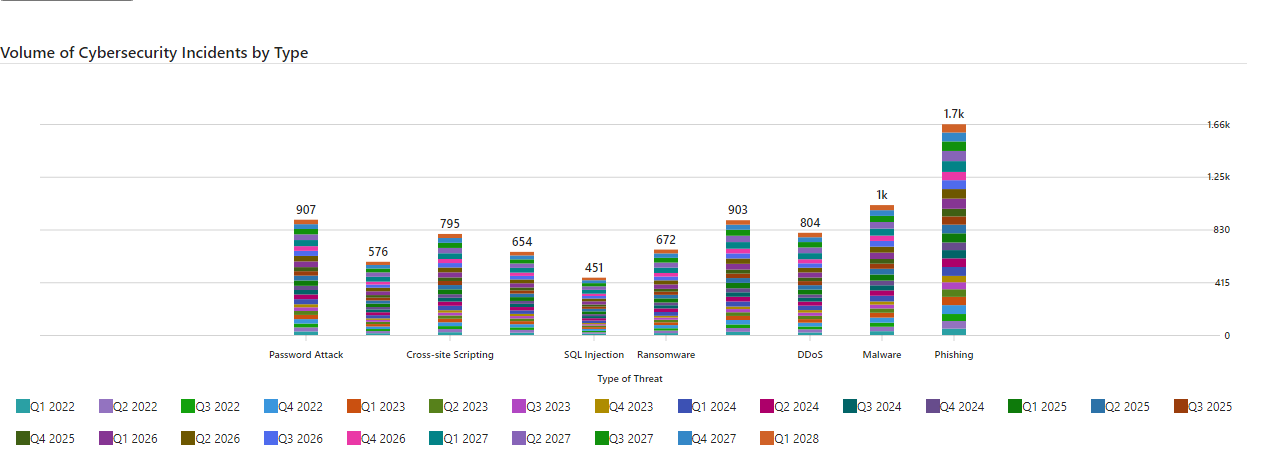 Volume of Cybersecurity Incidents by Type
1.7k
1.66k
1.25k
1k
907
903
830
804
795
672
654
576
451
415
0
Password Attack Cross-site Scripting SQL Injection Ransomware DDoS Malware Phishing
Type of Threat
Q1 2022 Q2 2022 Q3 2022 Q4 2022 Q1 2023 Q2 2023 Q3 2023 Q4 2023 Q1 2024 Q2 2024 Q3 2024 Q4 2024 Q1 2025 Q2 2025 Q3 2025
Q4 2025 Q1 2026 Q2 2026 Q3 2026 Q4 2026 Q1 2027 Q2 2027 Q3 2027 Q4 2027 Q1 2028